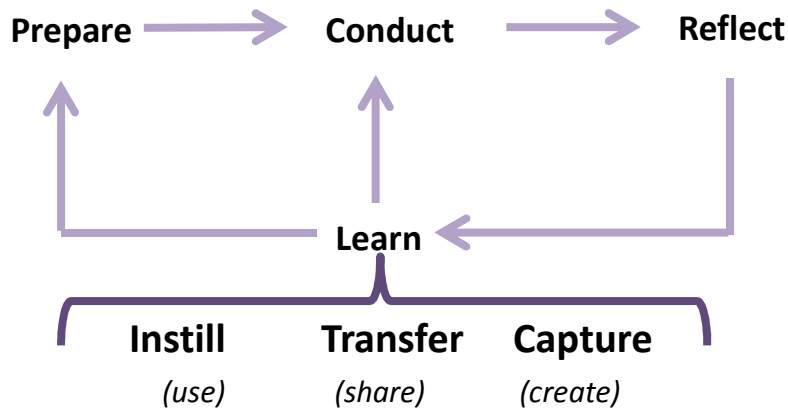 Prepare Conduct Reflect
Learn
Instill Transfer Capture
(use) (share) (create)